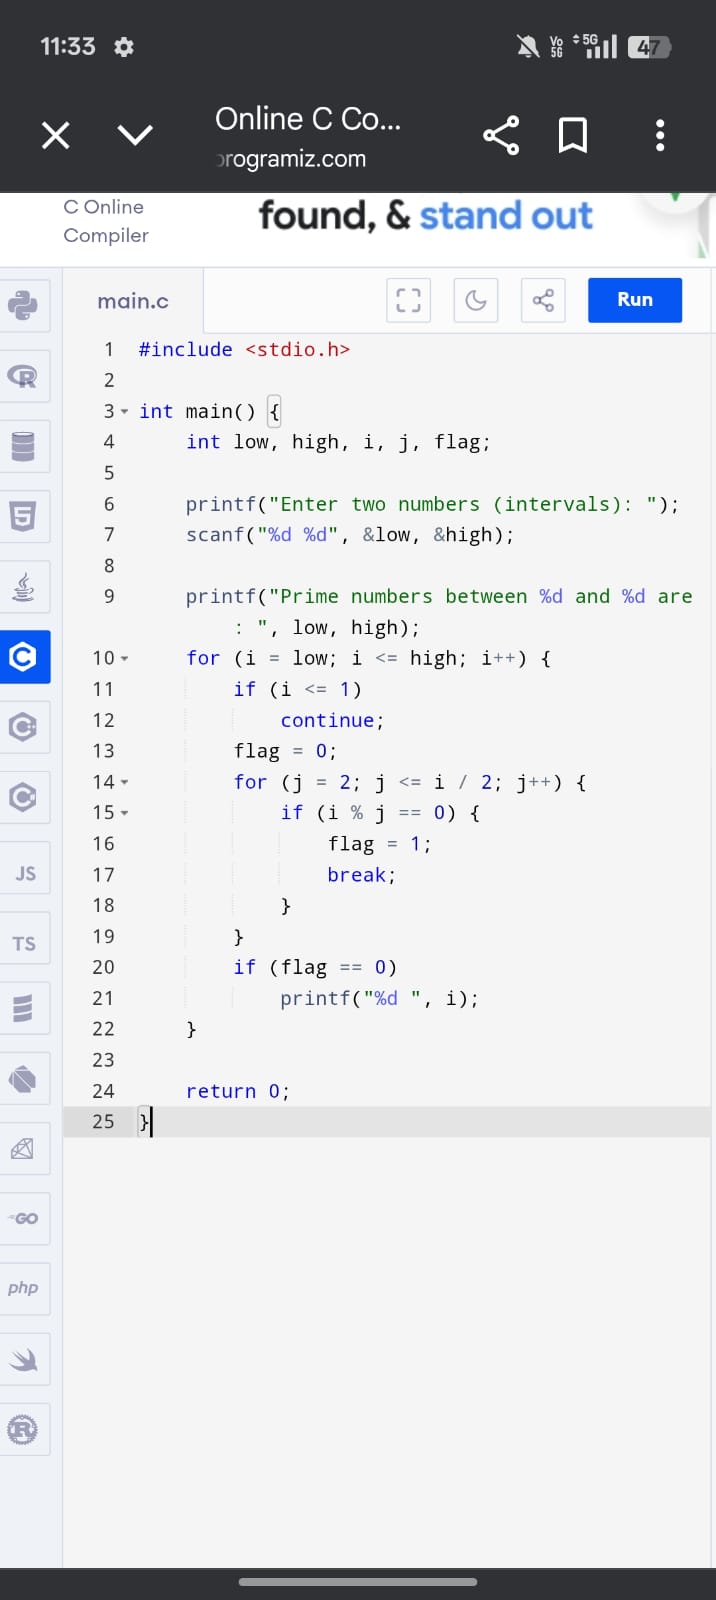 11:33
Vo 5G 5G 47
Online C Co...
programiz.com
C Online
Compiler
found, & stand out
main.c
Run
1 #include <stdio.h>
2
3 int main() {
4     int low, high, i, j, flag;
5
6     printf("Enter two numbers (intervals): ");
7     scanf("%d %d", &low, &high);
8
9     printf("Prime numbers between %d and %d are
        : ", low, high);
10     for (i = low; i <= high; i++) {
11         if (i <= 1)
12             continue;
13         flag = 0;
14         for (j = 2; j <= i / 2; j++) {
15             if (i % j == 0) {
16                 flag = 1;
17                 break;
18             }
19         }
20         if (flag == 0)
21             printf("%d ", i);
22     }
23
24     return 0;
25 }
JS
TS
GO
php